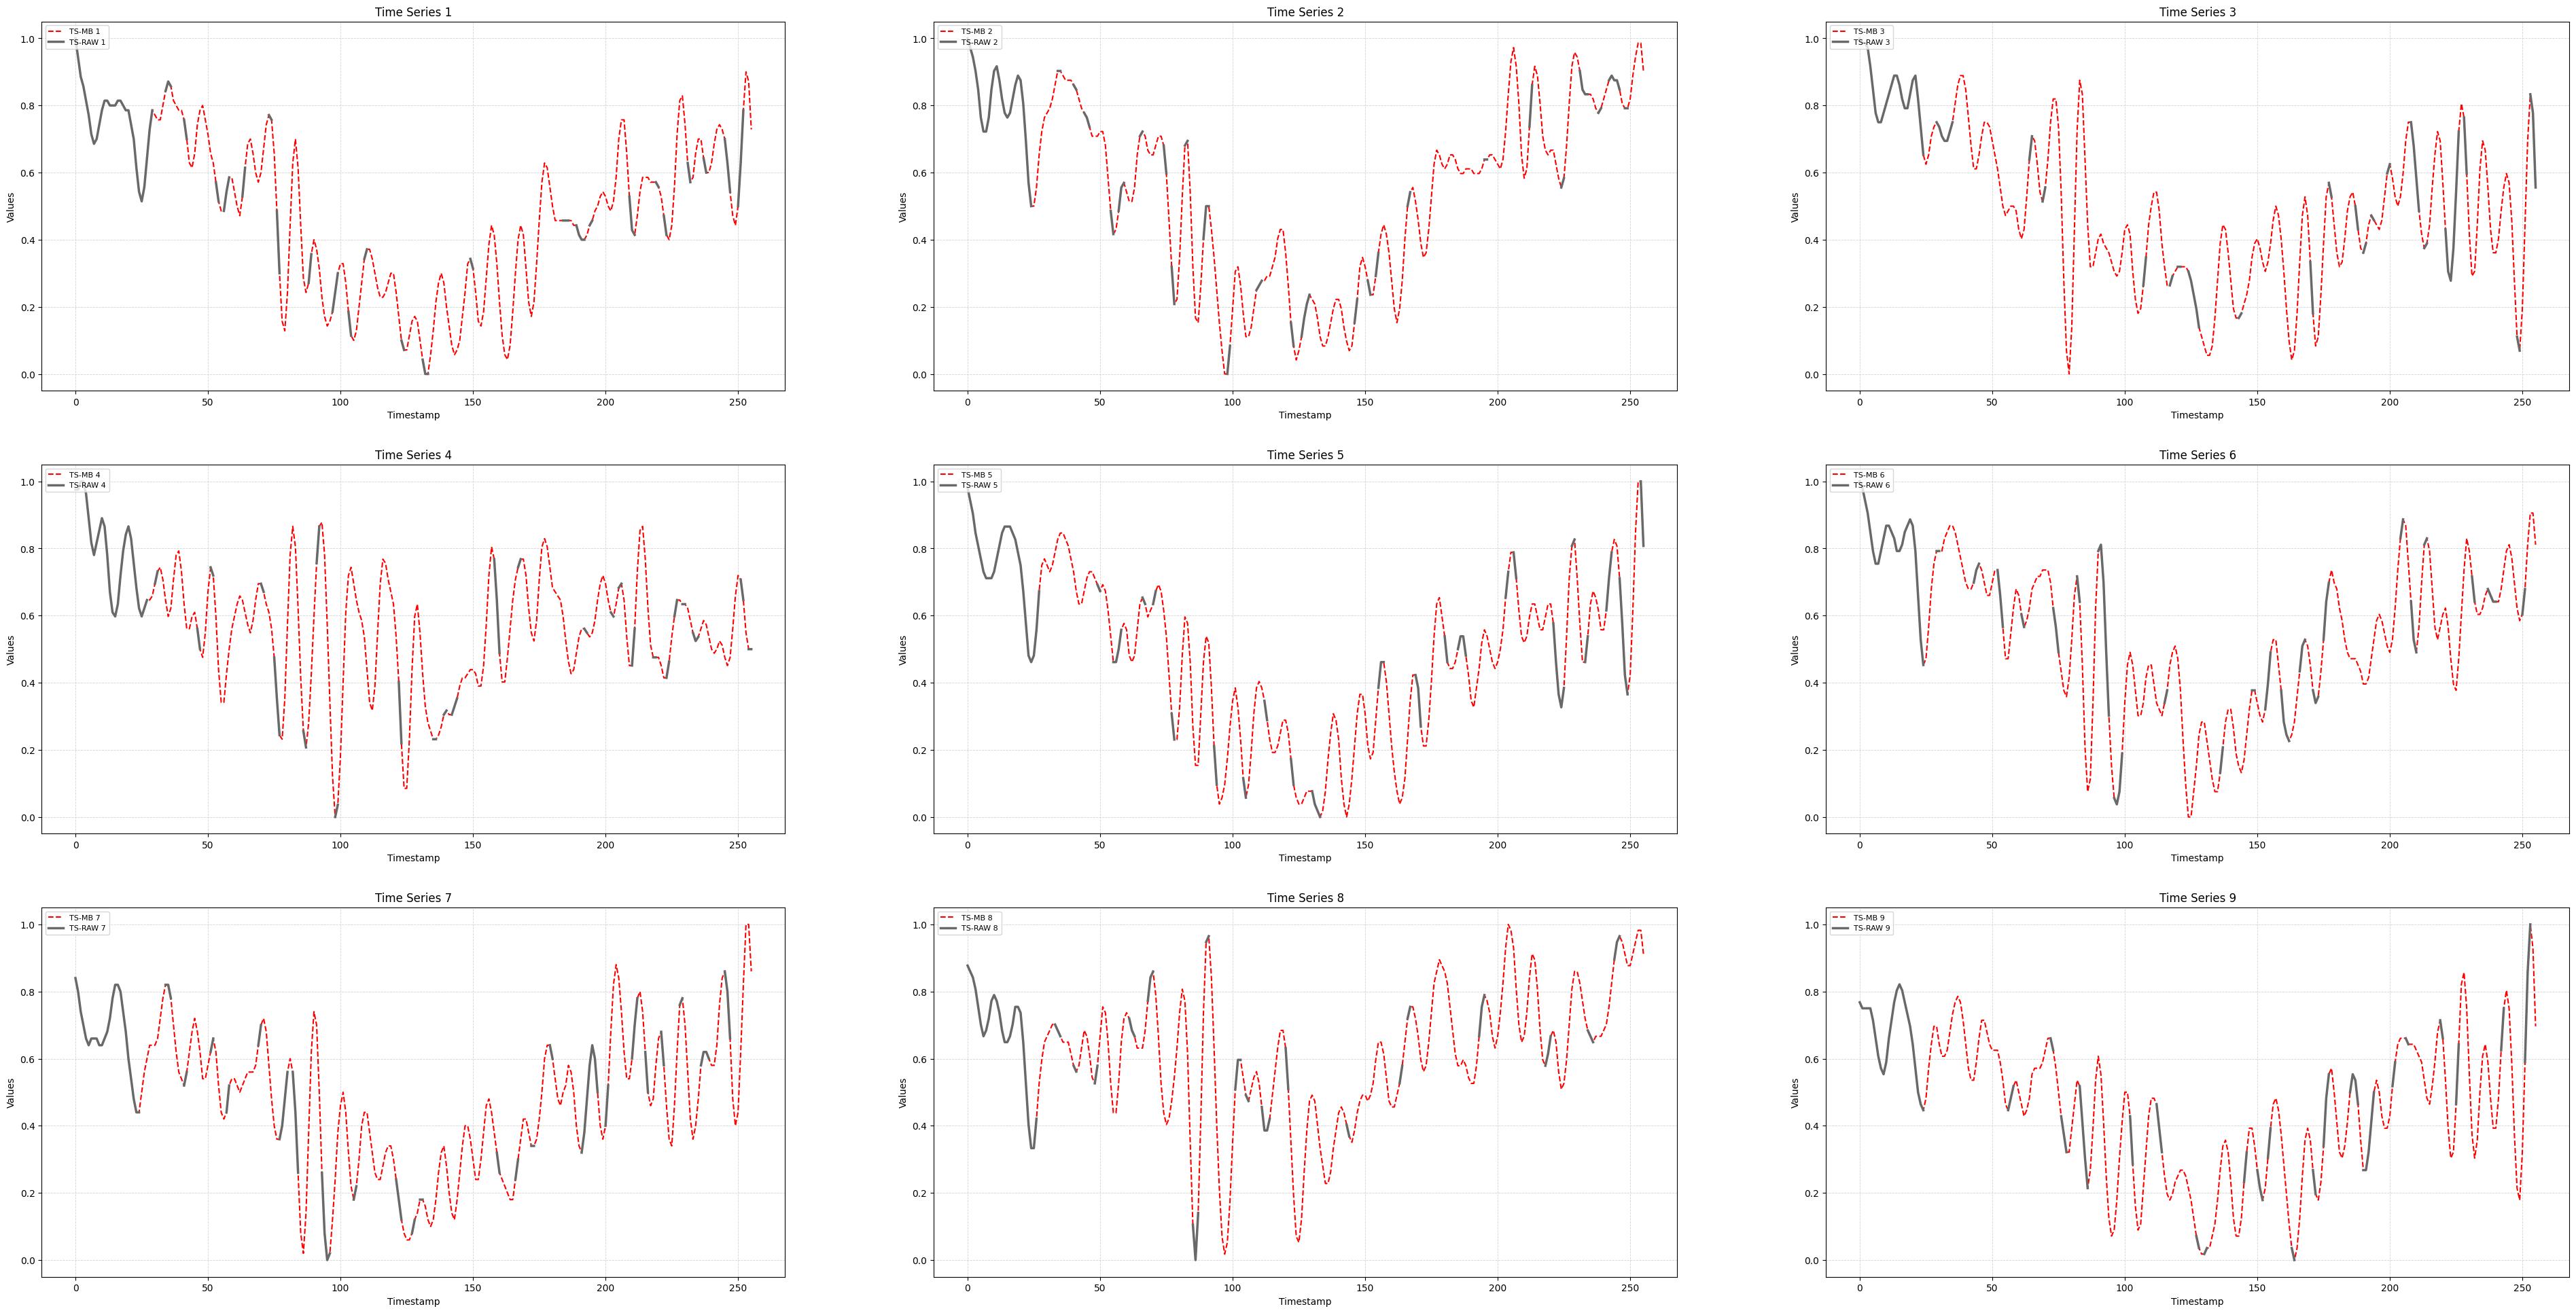 Time Series 1
TS-MB 1
TS-RAW 1
Values
1.0
0.8
0.6
0.4
0.2
0.0
0 50 100 150 200 250
Timestamp
Time Series 2
TS-MB 2
TS-RAW 2
Values
1.0
0.8
0.6
0.4
0.2
0.0
0 50 100 150 200 250
Timestamp
Time Series 3
TS-MB 3
TS-RAW 3
Values
1.0
0.8
0.6
0.4
0.2
0.0
0 50 100 150 200 250
Timestamp
Time Series 4
TS-MB 4
TS-RAW 4
Values
1.0
0.8
0.6
0.4
0.2
0.0
0 50 100 150 200 250
Timestamp
Time Series 5
TS-MB 5
TS-RAW 5
Values
1.0
0.8
0.6
0.4
0.2
0.0
0 50 100 150 200 250
Timestamp
Time Series 6
TS-MB 6
TS-RAW 6
Values
1.0
0.8
0.6
0.4
0.2
0.0
0 50 100 150 200 250
Timestamp
Time Series 7
TS-MB 7
TS-RAW 7
Values
1.0
0.8
0.6
0.4
0.2
0.0
0 50 100 150 200 250
Timestamp
Time Series 8
TS-MB 8
TS-RAW 8
Values
1.0
0.8
0.6
0.4
0.2
0.0
0 50 100 150 200 250
Timestamp
Time Series 9
TS-MB 9
TS-RAW 9
Values
1.0
0.8
0.6
0.4
0.2
0.0
0 50 100 150 200 250
Timestamp